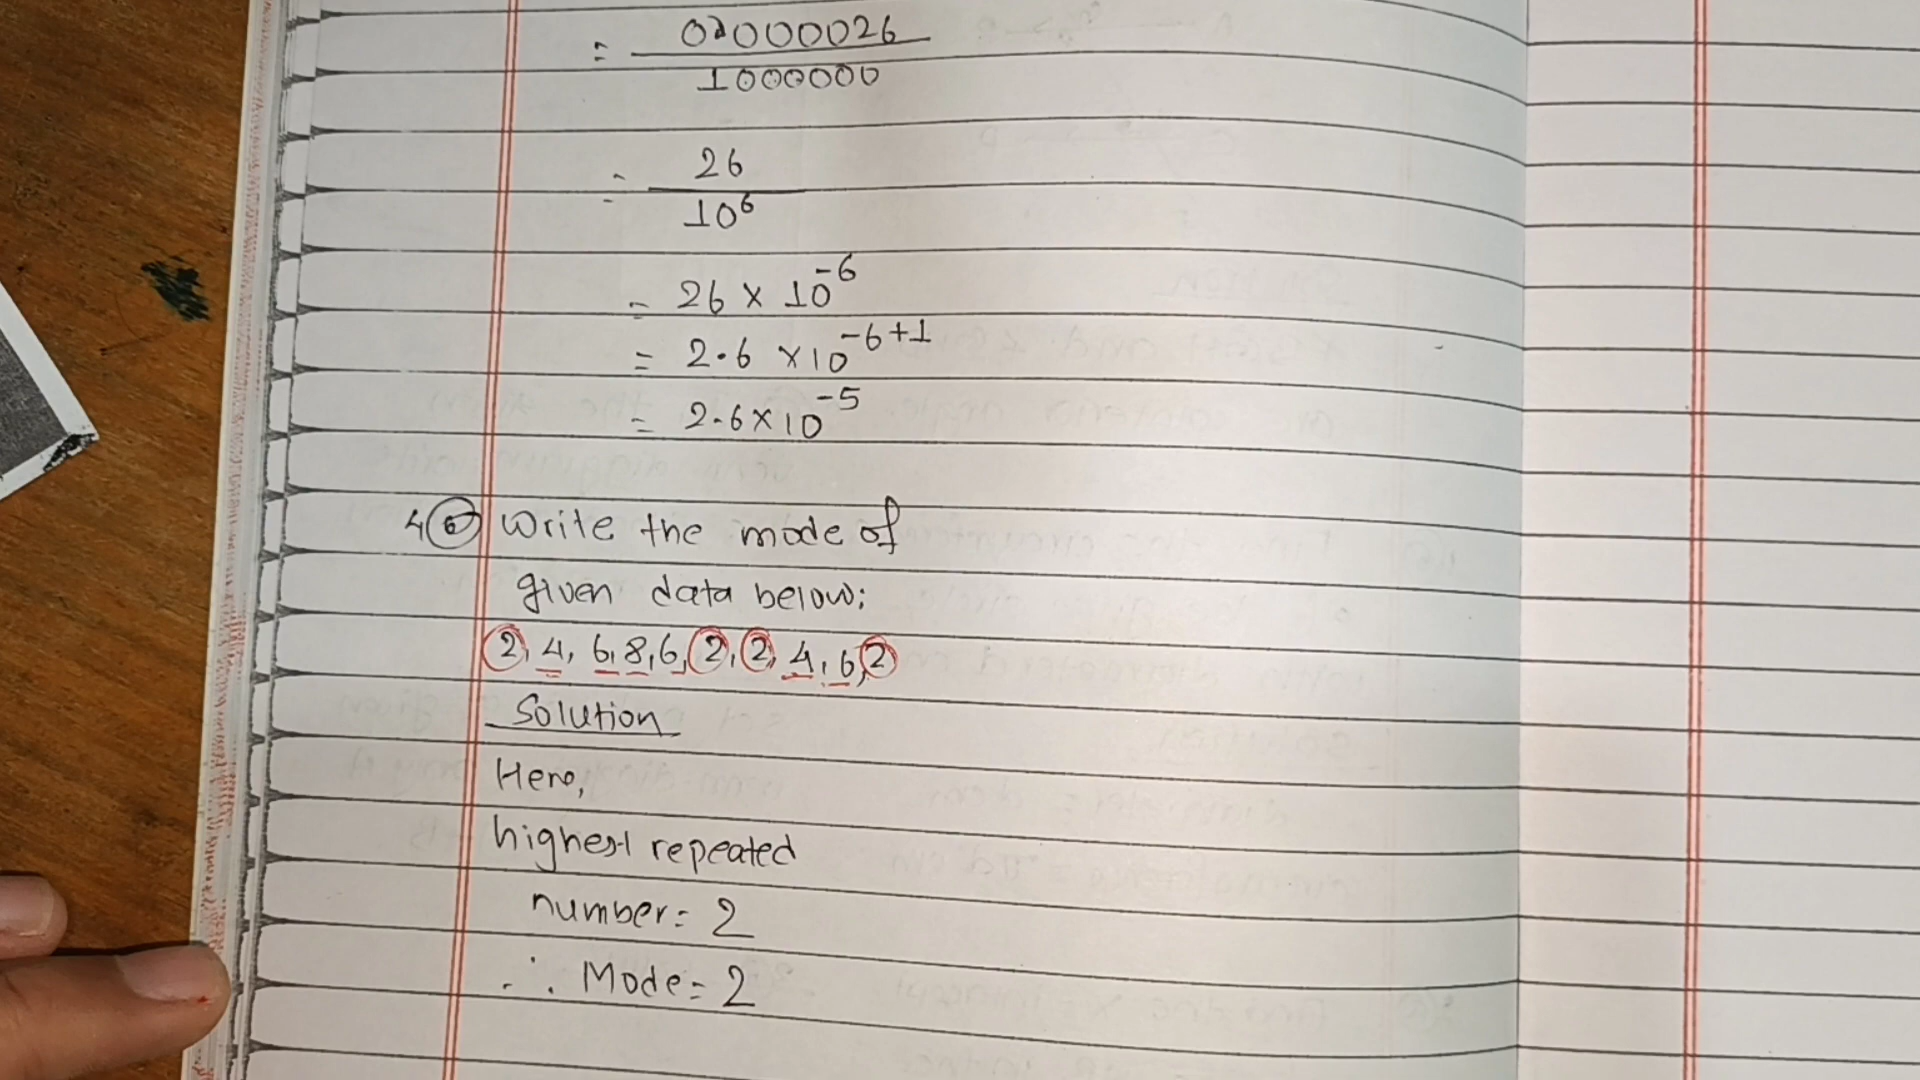 = 0.000026
1000000
= 26
10⁶
= 26 × 10⁻⁶
= 2.6 × 10⁻⁶⁺¹
= 2.6 × 10⁻⁵
4 Write the mode of
given data below:
2, 4, 6, 8, 6, 2, 2, 4, 6, 2
Solution
Here,
highest repeated
number = 2
∴ Mode = 2